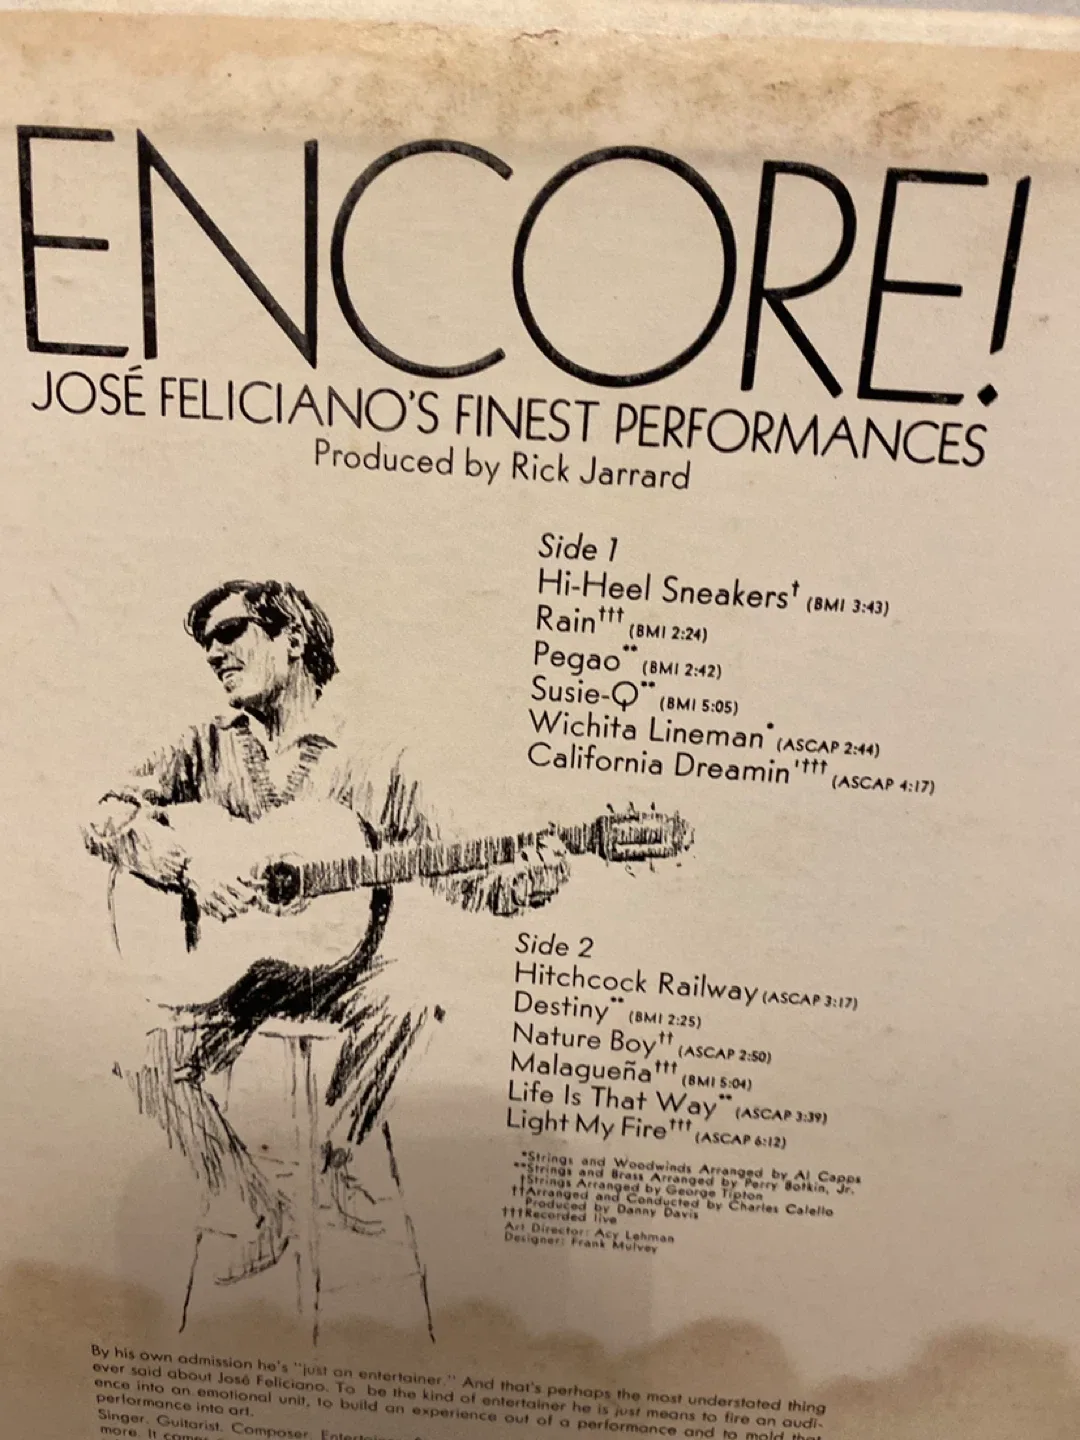 ENCORE!
JOSÉ FELICIANO'S FINEST PERFORMANCES
Produced by Rick Jarrard
Side 1
Hi-Heel Sneakers† (BMI 3:43)
Rain††† (BMI 2:24)
Pegao** (BMI 2:42)
Susie-Q** (BMI 5:05)
Wichita Lineman* (ASCAP 2:44)
California Dreamin'††† (ASCAP 4:17)
Side 2
Hitchcock Railway (ASCAP 3:17)
Destiny** (BMI 2:25)
Nature Boy†† (ASCAP 2:50)
Malagueña††† (BMI 5:04)
Life Is That Way** (ASCAP 3:39)
Light My Fire††† (ASCAP 6:12)
*Strings and Woodwinds Arranged by Al Capps
**Strings and Brass Arranged by Perry Botkin, Jr.
†Strings Arranged by George Tipton
††Arranged and Conducted by Charles Calello
Produced by Danny Davis
†††Recorded live
Art Director: Acy Lehman
Designer: Frank Mulvey
By his own admission he's "just an entertainer." And that's perhaps the most understated thing
ever said about José Feliciano. To be the kind of entertainer he is just means to fire an audi-
ence into an emotional unit, to build an experience out of a performance and to mold that
performance into art.
Singer. Guitarist. Composer.
more. It